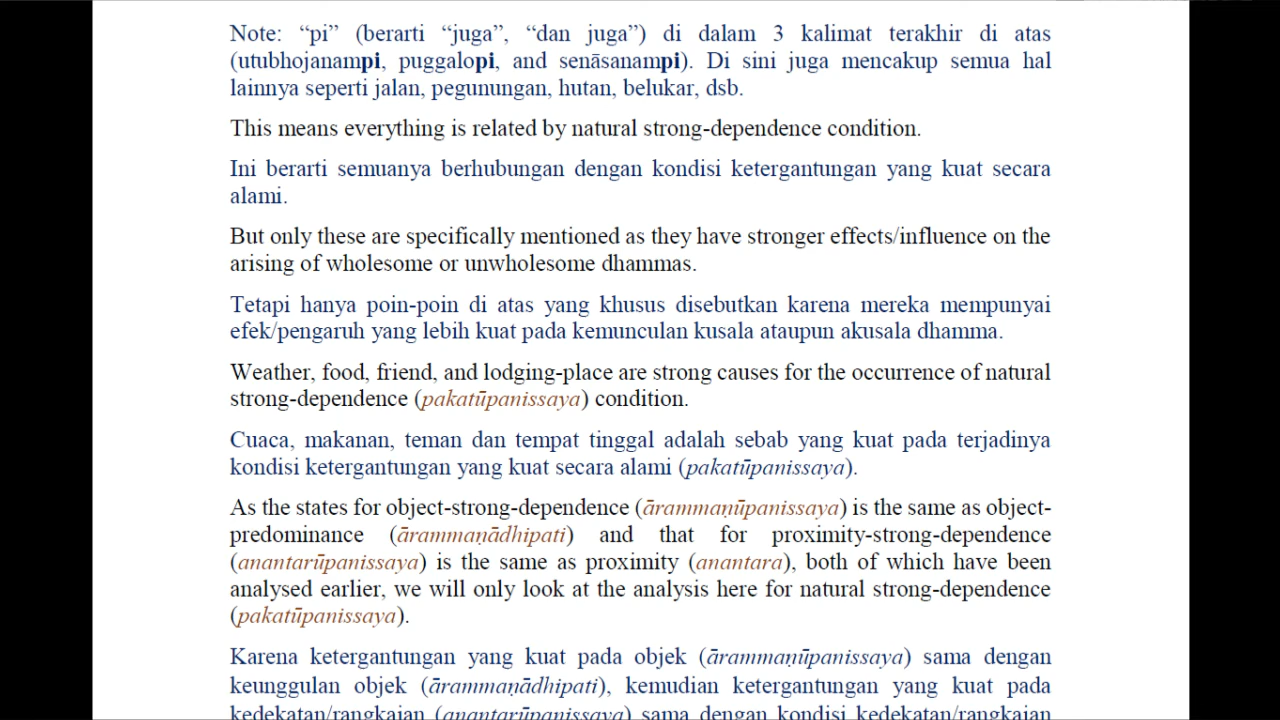 Note: “pi” (berarti “juga”, “dan juga”) di dalam 3 kalimat terakhir di atas
(utubhojanampi, puggalopi, and senāsanampi). Di sini juga mencakup semua hal
lainnya seperti jalan, pegunungan, hutan, belukar, dsb.
This means everything is related by natural strong-dependence condition.
Ini berarti semuanya berhubungan dengan kondisi ketergantungan yang kuat secara
alami.
But only these are specifically mentioned as they have stronger effects/influence on the
arising of wholesome or unwholesome dhammas.
Tetapi hanya poin-poin di atas yang khusus disebutkan karena mereka mempunyai
efek/pengaruh yang lebih kuat pada kemunculan kusala ataupun akusala dhamma.
Weather, food, friend, and lodging-place are strong causes for the occurrence of natural
strong-dependence (pakatūpanissaya) condition.
Cuaca, makanan, teman dan tempat tinggal adalah sebab yang kuat pada terjadinya
kondisi ketergantungan yang kuat secara alami (pakatūpanissaya).
As the states for object-strong-dependence (ārammaṇūpanissaya) is the same as object-
predominance (ārammaṇādhipati) and that for proximity-strong-dependence
(anantarūpanissaya) is the same as proximity (anantara), both of which have been
analysed earlier, we will only look at the analysis here for natural strong-dependence
(pakatūpanissaya).
Karena ketergantungan yang kuat pada objek (ārammaṇūpanissaya) sama dengan
keunggulan objek (ārammaṇādhipati), kemudian ketergantungan yang kuat pada
kedekatan/rangkaian (anantarūpanissaya) sama dengan kondisi kedekatan/rangkaian